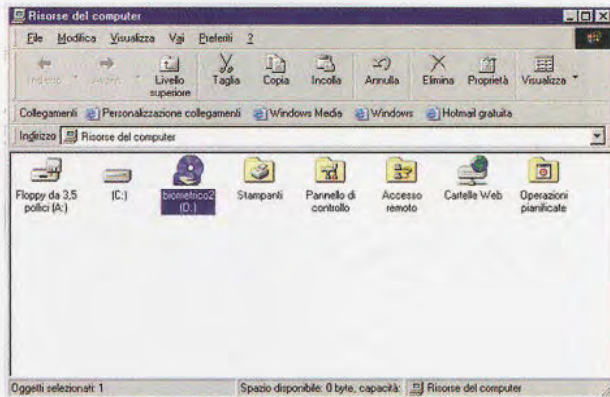 Risorse del computer
File Modifica Visualizza Vai Preferiti ?
Indietro Avanti Livello superiore Taglia Copia Incolla Annulla Elimina Proprietà Visualizza
Collegamenti Personalizzazione collegamenti Windows Media Windows Hotmail gratuita
Indirizzo Risorse del computer
Floppy da 3,5 pollici (A:) (C:) biometrico2 (D:) Stampanti Pannello di controllo Accesso remoto Cartelle Web Operazioni pianificate
Oggetti selezionati: 1 Spazio disponibile: 0 byte, capacità: Risorse del computer